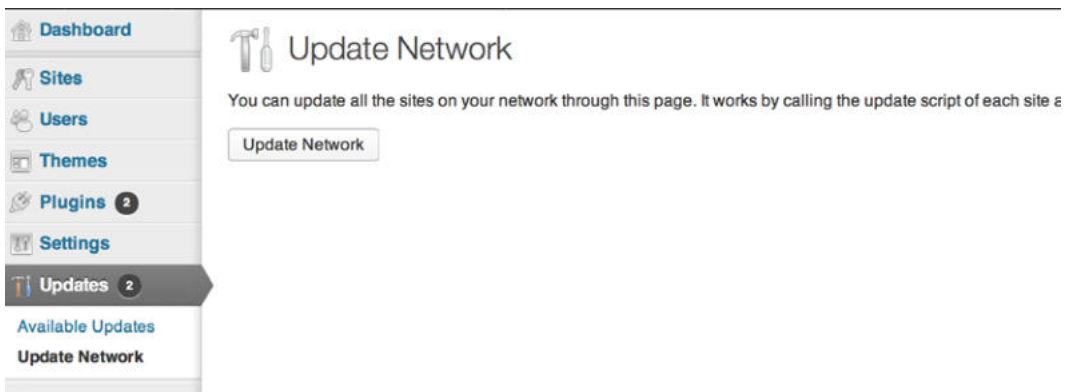 Dashboard
Sites
Users
Themes
Plugins 2
Settings
Updates 2
Available Updates
Update Network
Update Network
You can update all the sites on your network through this page. It works by calling the update script of each site a
Update Network